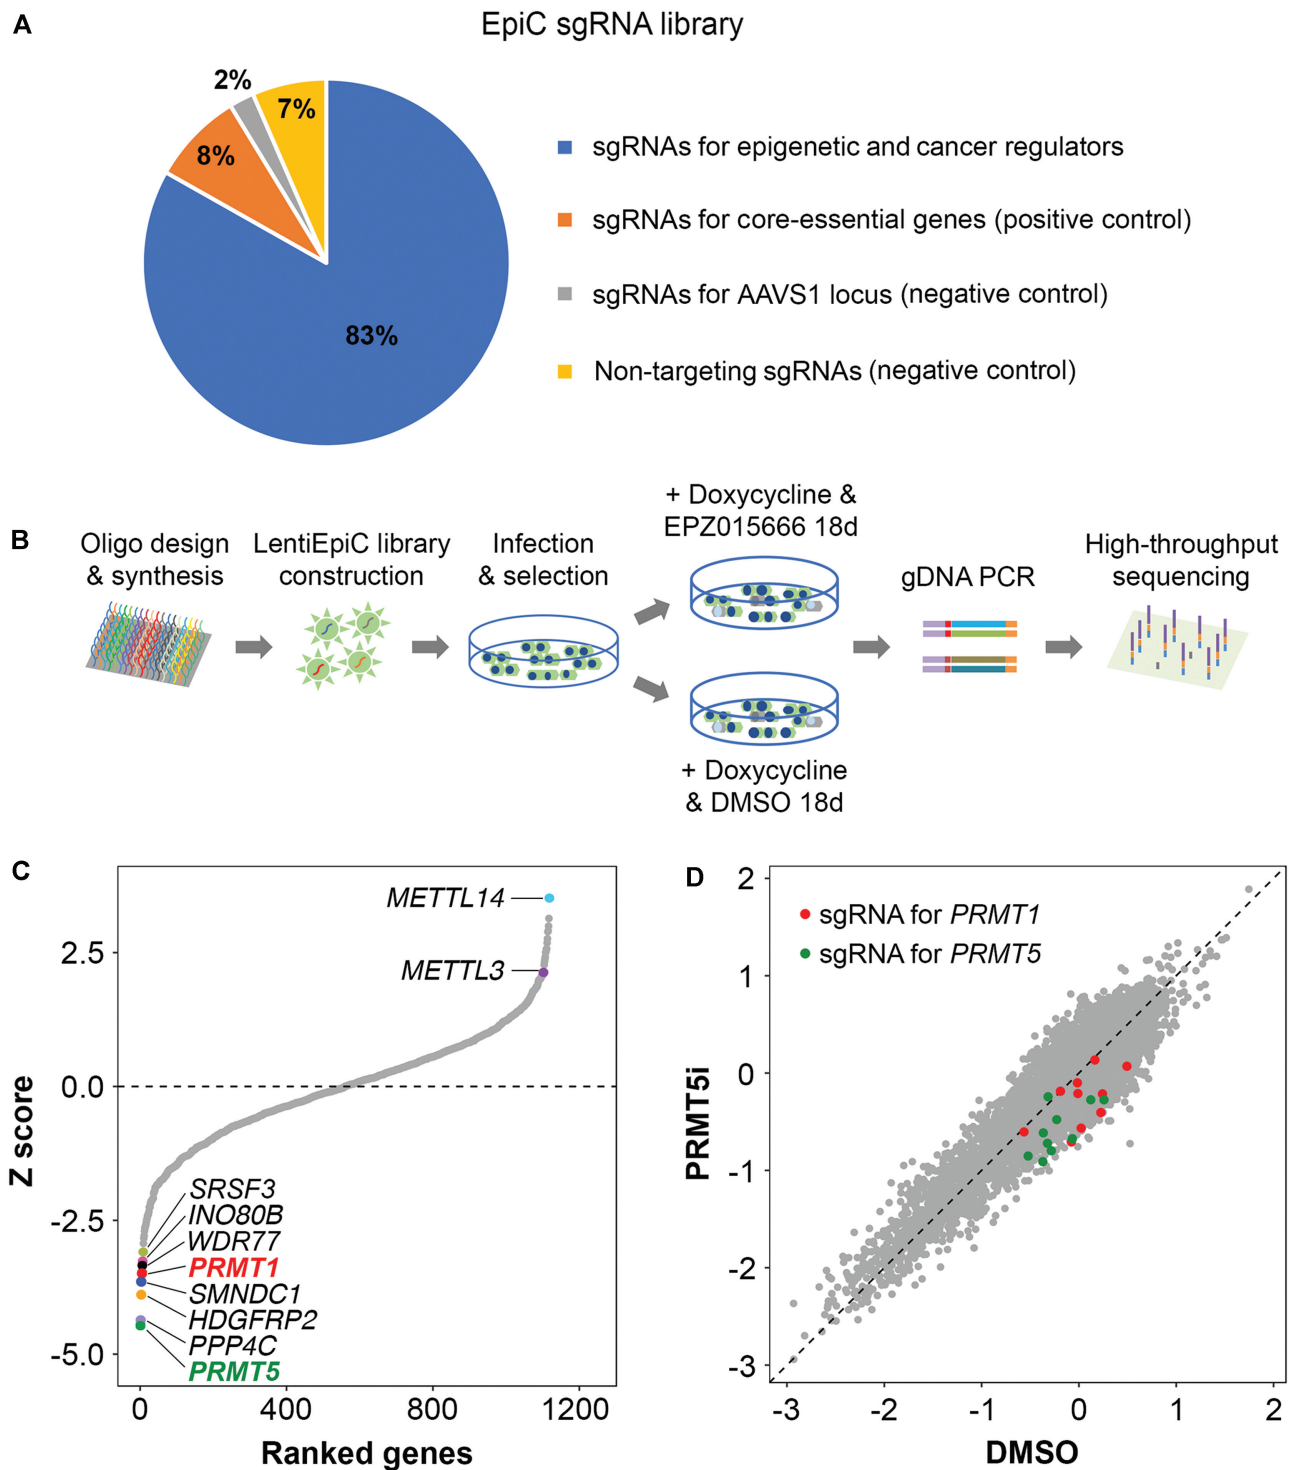 A
EpiC sgRNA library
2%
7%
8%
83%
sgRNAs for epigenetic and cancer regulators
sgRNAs for core-essential genes (positive control)
sgRNAs for AAVS1 locus (negative control)
Non-targeting sgRNAs (negative control)
B
Oligo design
& synthesis
LentiEpiC library
construction
Infection
& selection
+ Doxycycline &
EPZ015666 18d
+ Doxycycline
& DMSO 18d
gDNA PCR
High-throughput
sequencing
C
METTL14
METTL3
2.5
0.0
-2.5
-5.0
Z score
SRSF3
INO80B
WDR77
PRMT1
SMNDC1
HDGFRP2
PPP4C
PRMT5
0
400
800
1200
Ranked genes
D
sgRNA for PRMT1
sgRNA for PRMT5
2
1
0
-1
-2
-3
PRMT5i
-3
-2
-1
0
1
2
DMSO